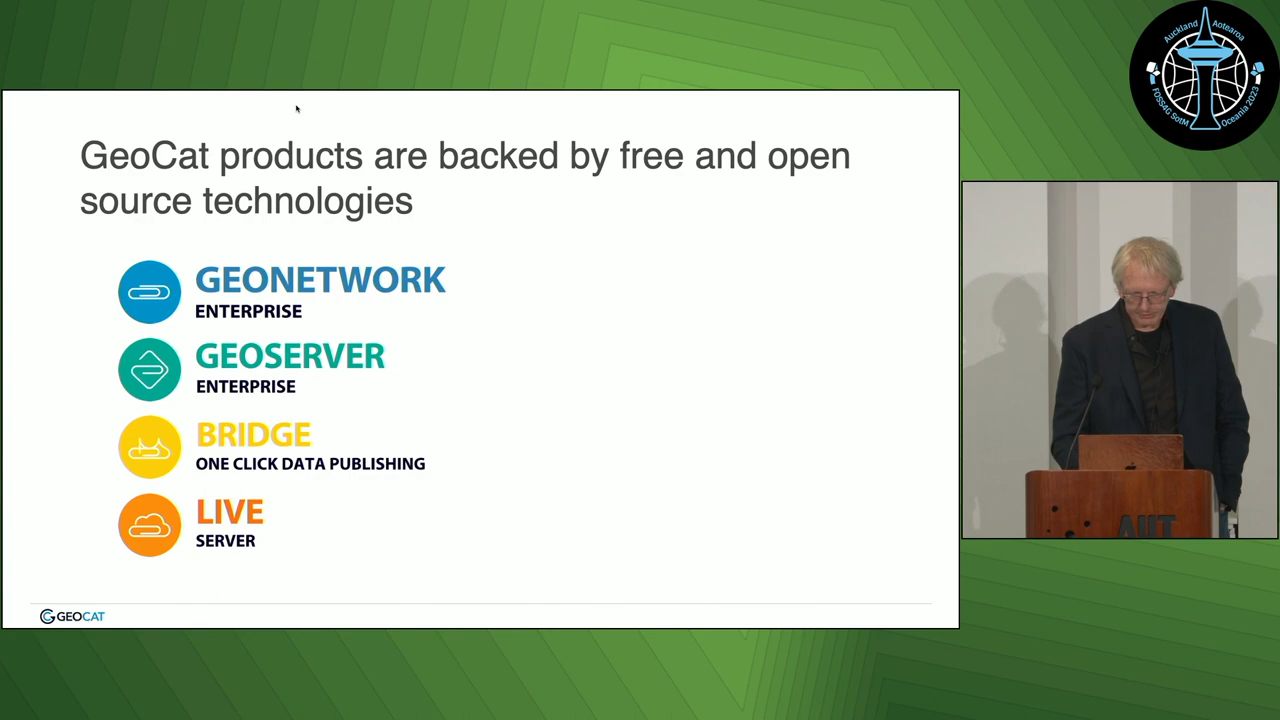 Auckland Aotearoa
FOSS4G SotM Oceania 2023
GeoCat products are backed by free and open
source technologies
GEONETWORK
ENTERPRISE
GEOSERVER
ENTERPRISE
BRIDGE
ONE CLICK DATA PUBLISHING
LIVE
SERVER
GEOCAT
AUT